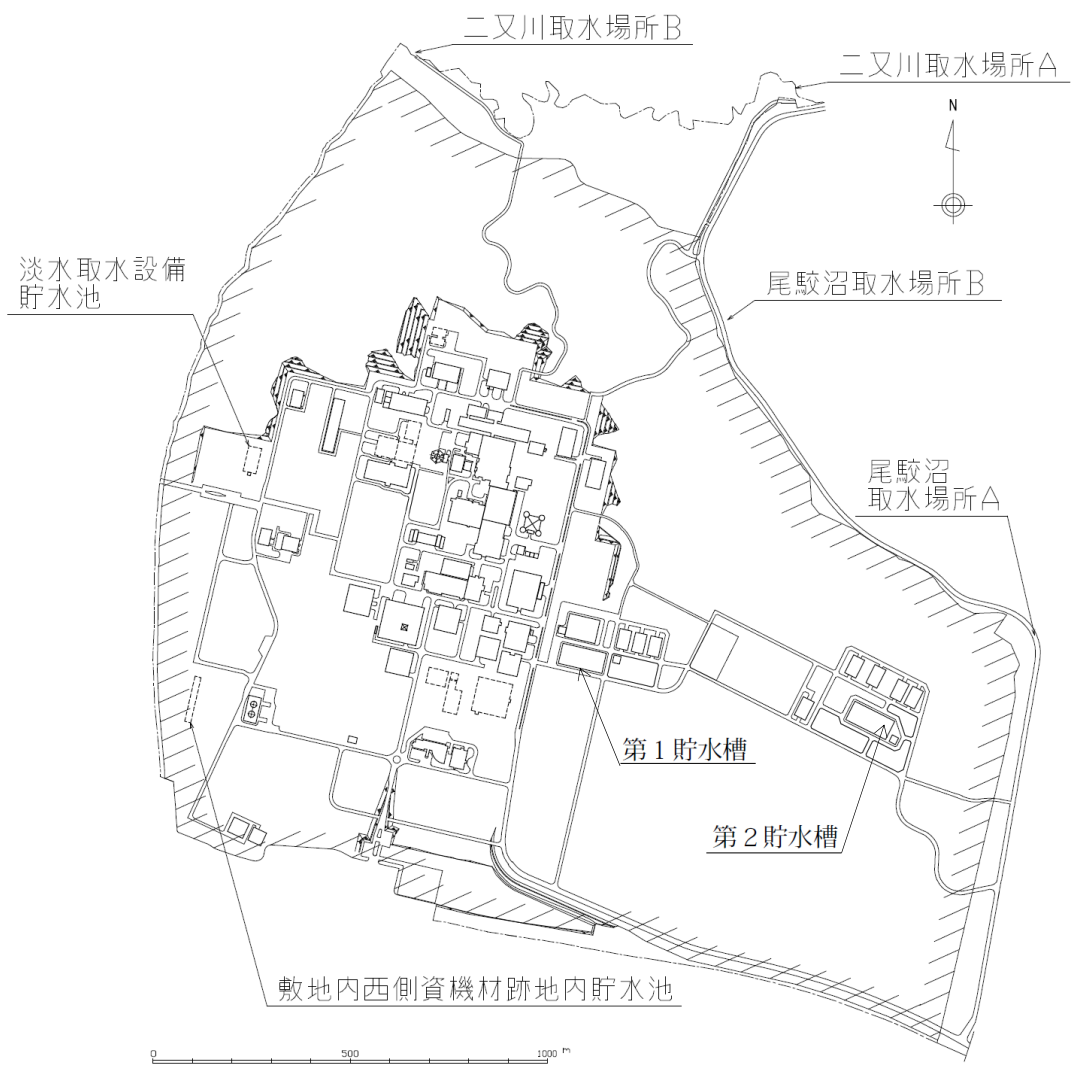 二又川取水場所B
二又川取水場所A
N
淡水取水設備
貯水池
尾駮沼取水場所B
尾駮沼
取水場所A
第1貯水槽
第2貯水槽
敷地内西側資機材跡地内貯水池
0 500 1000 m